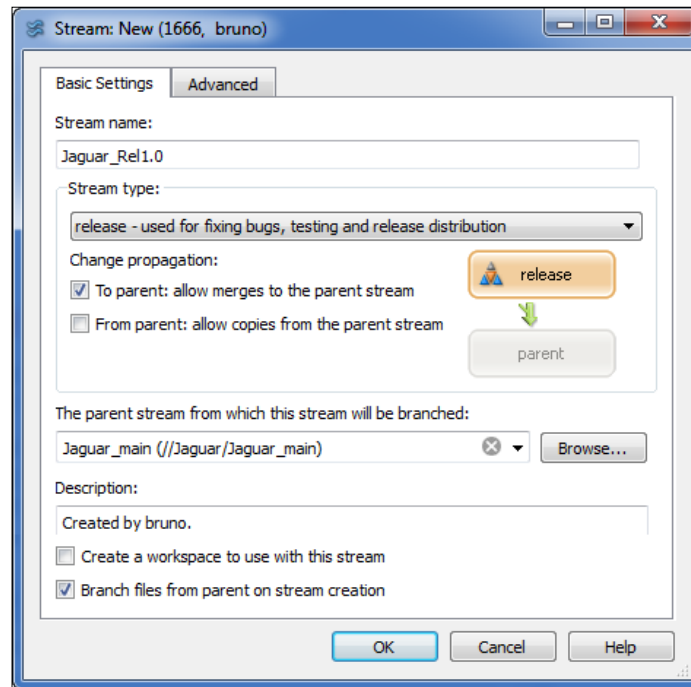 Stream: New (1666, bruno)
Basic Settings
Advanced
Stream name:
Jaguar_Rel1.0
Stream type:
release - used for fixing bugs, testing and release distribution
Change propagation:
To parent: allow merges to the parent stream
From parent: allow copies from the parent stream
release
parent
The parent stream from which this stream will be branched:
Jaguar_main (//Jaguar/Jaguar_main)
Browse...
Description:
Created by bruno.
Create a workspace to use with this stream
Branch files from parent on stream creation
OK
Cancel
Help